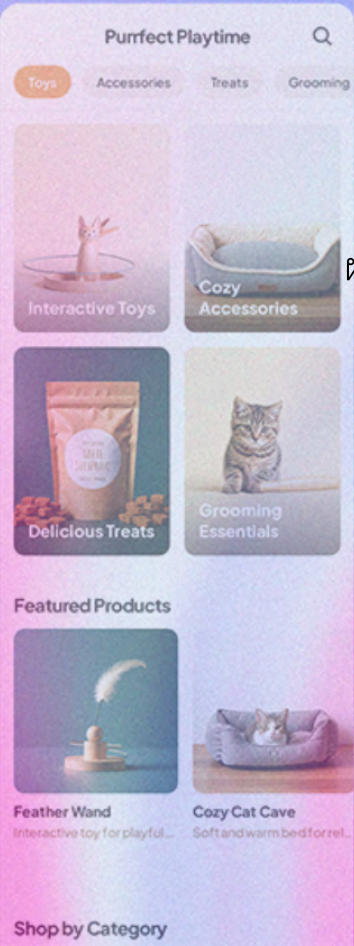 Purrfect Playtime
Toys
Accessories
Treats
Grooming
Interactive Toys
Cozy
Accessories
Delicious Treats
Grooming
Essentials
Featured Products
Feather Wand
Cozy Cat Cave
Interactive toy for playful...
Soft and warm bed for rel...
Shop by Category